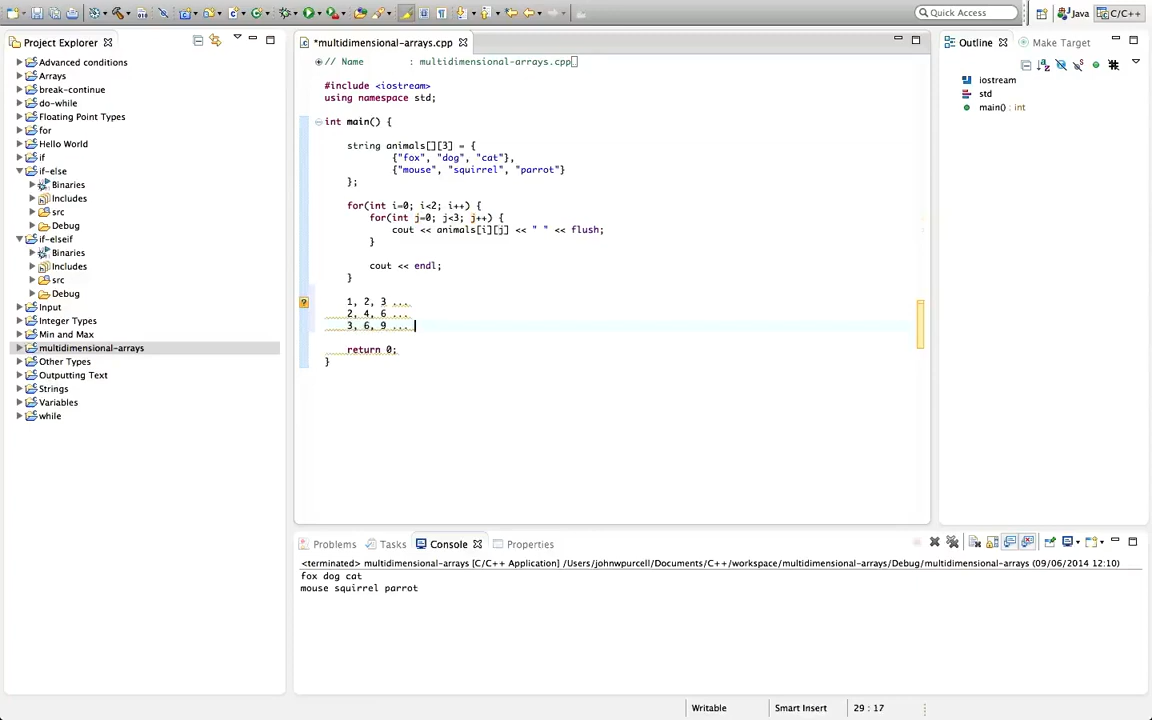 Quick Access
Java
C/C++
Project Explorer
Advanced conditions
Arrays
break-continue
do-while
Floating Point Types
for
Hello World
if
if-else
Binaries
Includes
src
Debug
if-elseif
Binaries
Includes
src
Debug
Input
Integer Types
Min and Max
multidimensional-arrays
Other Types
Outputting Text
Strings
Variables
while
*multidimensional-arrays.cpp
// Name        : multidimensional-arrays.cpp
#include <iostream>
using namespace std;
int main() {
string animals[][3] = {
{"fox", "dog", "cat"},
{"mouse", "squirrel", "parrot"}
};
for(int i=0; i<2; i++) {
for(int j=0; j<3; j++) {
cout << animals[i][j] << " " << flush;
}
cout << endl;
}
1, 2, 3 ...
2, 4, 6 ...
3, 6, 9 ...
return 0;
}
Outline
Make Target
iostream
std
main() : int
Problems
Tasks
Console
Properties
<terminated> multidimensional-arrays [C/C++ Application] /Users/johnwpurcell/Documents/C++/workspace/multidimensional-arrays/Debug/multidimensional-arrays (09/06/2014 12:10)
fox dog cat
mouse squirrel parrot
Writable
Smart Insert
29 : 17